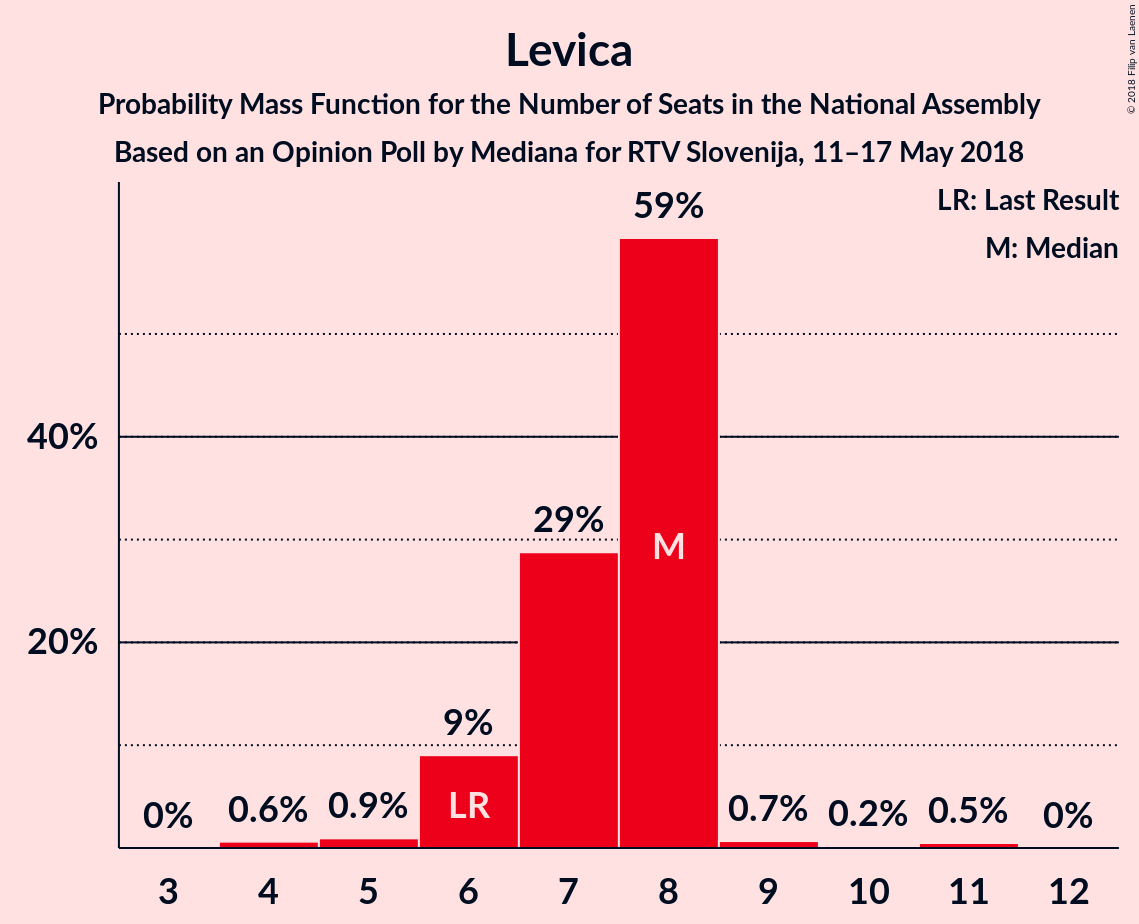 Levica
Probability Mass Function for the Number of Seats in the National Assembly
Based on an Opinion Poll by Mediana for RTV Slovenija, 11–17 May 2018
© 2018 Filip van Laenen
LR: Last Result
M: Median
59%
40%
29%
M
20%
9%
LR
0%
0.6%
0.9%
0.7%
0.2%
0.5%
0%
3 4 5 6 7 8 9 10 11 12